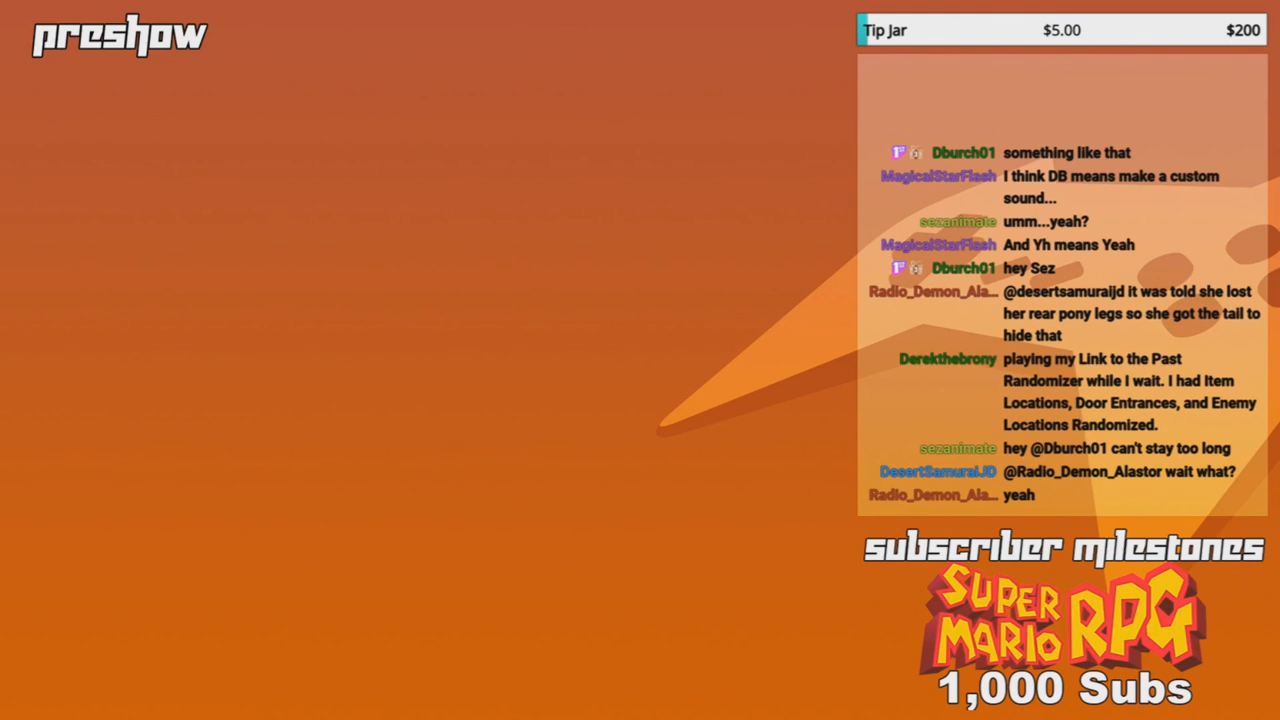 preshow
Tip Jar $5.00 $200
Dburch01 something like that
MagicalStarFlash I think DB means make a custom
sound...
sezanimate umm...yeah?
MagicalStarFlash And Yh means Yeah
Dburch01 hey Sez
Radio_Demon_Ala... @desertsamuraijd it was told she lost
her rear pony legs so she got the tail to
hide that
Derekthebrony playing my Link to the Past
Randomizer while I wait. I had Item
Locations, Door Entrances, and Enemy
Locations Randomized.
sezanimate hey @Dburch01 can't stay too long
DesertSamuraiJD @Radio_Demon_Alastor wait what?
Radio_Demon_Ala... yeah
subscriber milestones
SUPER
MARIO RPG
1,000 Subs